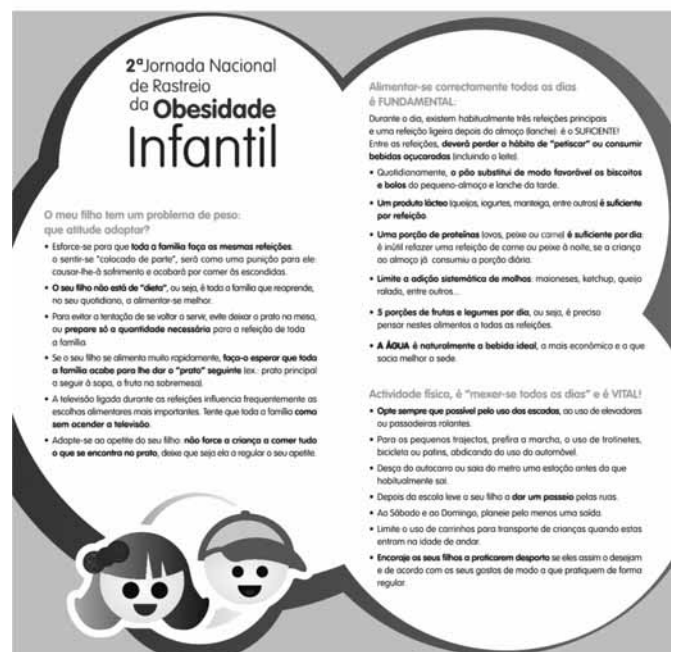 2ªJornada Nacional
de Rastreio
da Obesidade
Infantil
O meu filho tem um problema de peso:
que atitude adoptar?
• Esforce-se para que toda a família faça as mesmas refeições:
o sentir-se "colocado de parte", será como uma punição para ele:
causar-lhe-à sofrimento e acabará por comer às escondidas.
• O seu filho não está de "dieta", ou seja, é toda a família que reaprende,
no seu quotidiano, a alimentar-se melhor.
• Para evitar a tentação de se voltar a servir, evite deixar o prato na mesa,
ou prepare só a quantidade necessária para a refeição de toda
a família.
• Se o seu filho se alimenta muito rapidamente, faça-o esperar que toda
a família acabe para lhe dar o "prato" seguinte (ex.: prato principal
a seguir à sopa, a fruta na sobremesa).
• A televisão ligada durante as refeições influencia frequentemente as
escolhas alimentares mais importantes. Tente que toda a família coma
sem acender a televisão.
• Adapte-se ao apetite do seu filho: não force a criança a comer tudo
o que se encontra no prato, deixe que seja ela a regular o seu apetite.
Alimentar-se correctamente todos os dias
é FUNDAMENTAL:
Durante o dia, existem habitualmente três refeições principais
e uma refeição ligeira depois do almoço (lanche): é o SUFICIENTE!
Entre as refeições, deverá perder o hábito de "petiscar" ou consumir
bebidas açucaradas (incluindo o leite).
• Quotidianamente, o pão substitui de modo favorável os biscoitos
e bolos do pequeno-almoço e lanche da tarde.
• Um produto lácteo (queijos, iogurtes, manteiga, entre outros) é suficiente
por refeição.
• Uma porção de proteínas (ovos, peixe ou carne) é suficiente por dia:
é inútil refazer uma refeição de carne ou peixe à noite, se a criança
ao almoço já consumiu a porção diária.
• Limite a adição sistemática de molhos: maioneses, ketchup, queijo
ralado, entre outros...
• 5 porções de frutas e legumes por dia, ou seja, é preciso
pensar nestes alimentos a todas as refeições.
• A ÁGUA é naturalmente a bebida ideal, a mais económica e a que
sacia melhor a sede.
Actividade física, é "mexer-se todos os dias" e é VITAL!
• Opte sempre que possível pelo uso das escadas, ao uso de elevadores
ou passadeiras rolantes.
• Para os pequenos trajectos, prefira a marcha, o uso de trotinetes,
bicicleta ou patins, abdicando do uso do automóvel.
• Desça do autocarro ou saia do metro uma estação antes da que
habitualmente sai.
• Depois da escola leve o seu filho a dar um passeio pelas ruas.
• Ao Sábado e ao Domingo, planeie pelo menos uma saída.
• Limite o uso de carrinhos para transporte de crianças quando estas
entram na idade de andar.
• Encoraje os seus filhos a praticarem desporto se eles assim o desejam
e de acordo com os seus gostos de modo a que pratiquem de forma
regular.